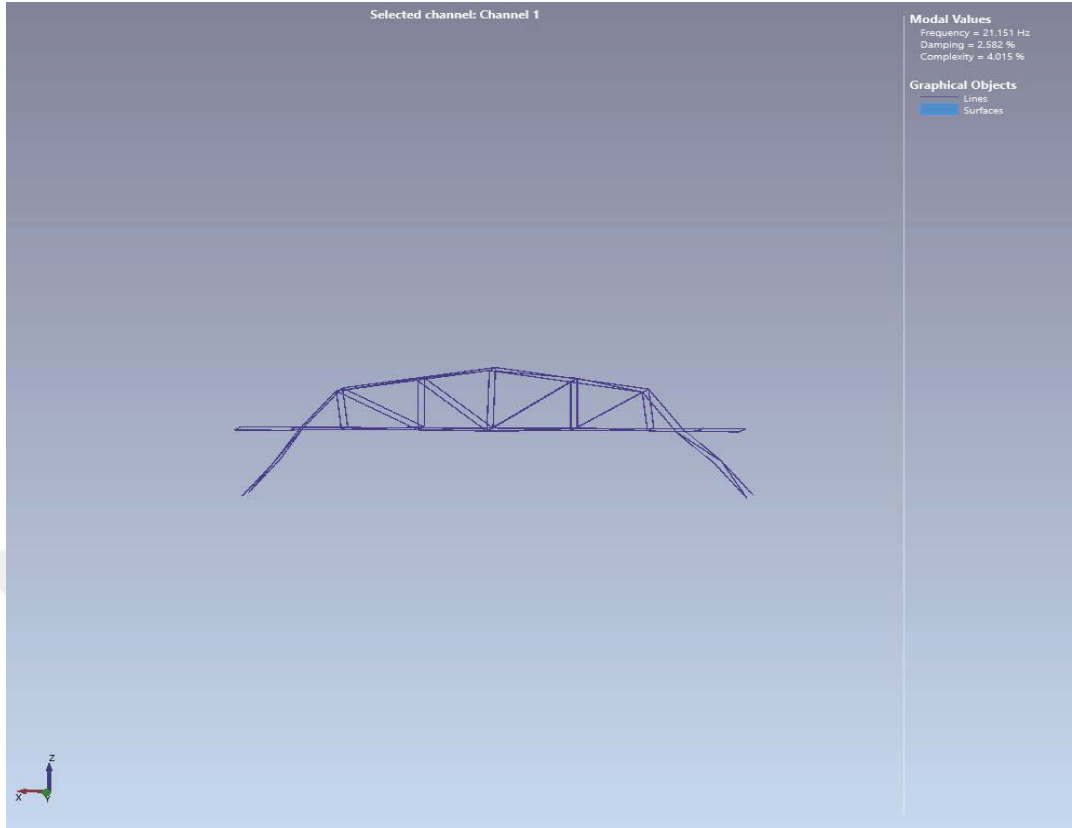 Selected channel: Channel 1
Modal Values
Frequency = 21.151 Hz
Damping = 2.582 %
Complexity = 4.015 %
Graphical Objects
Lines
Surfaces
Z
X
Y